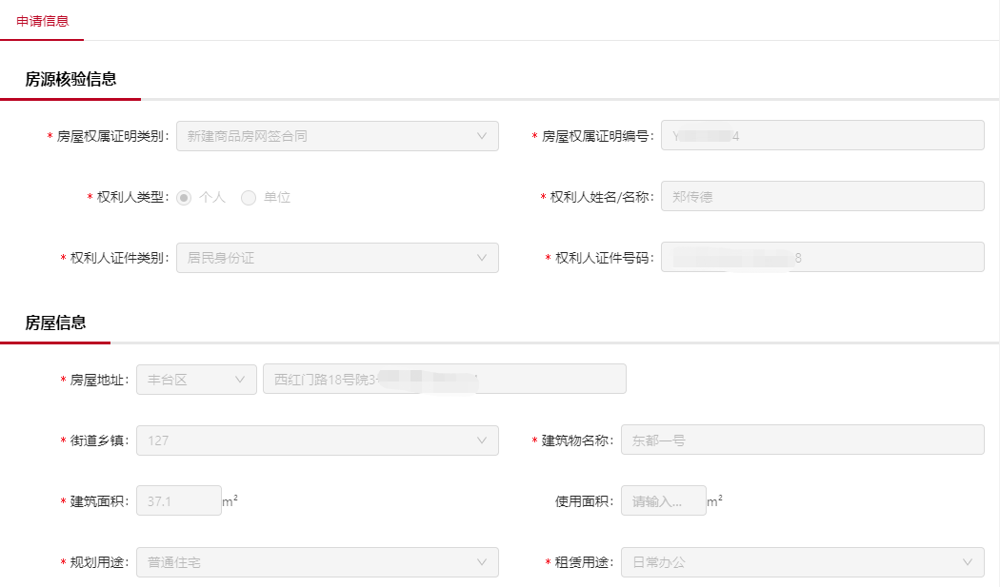 申请信息
房源核验信息
* 房屋权属证明类别： 新建商品房网签合同 * 房屋权属证明编号： Y 4
* 权利人类型： 个人 单位 * 权利人姓名/名称： 郑传德
* 权利人证件类别： 居民身份证 * 权利人证件号码： 8
房屋信息
* 房屋地址： 丰台区 西红门路18号院3
* 街道乡镇： 127 * 建筑物名称： 东都一号
* 建筑面积： 37.1 m² 使用面积： 请输入... m²
* 规划用途： 普通住宅 * 租赁用途： 日常办公